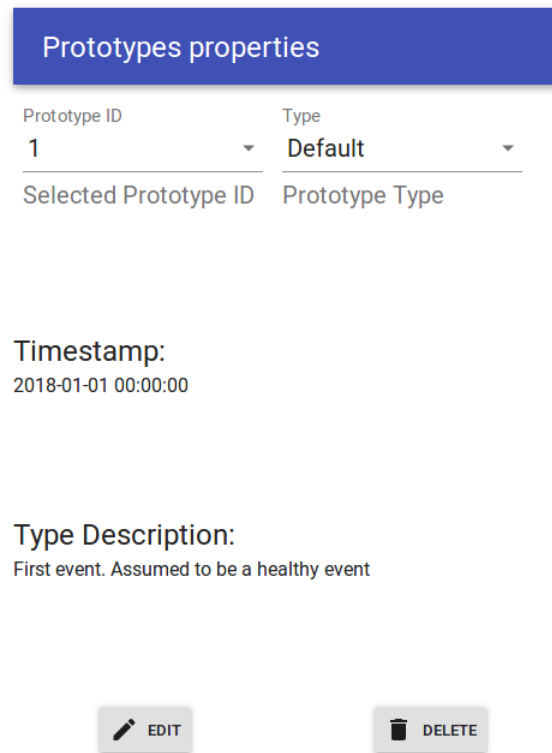 Prototypes properties
Prototype ID Type
1 Default
Selected Prototype ID Prototype Type
Timestamp:
2018-01-01 00:00:00
Type Description:
First event. Assumed to be a healthy event
EDIT DELETE